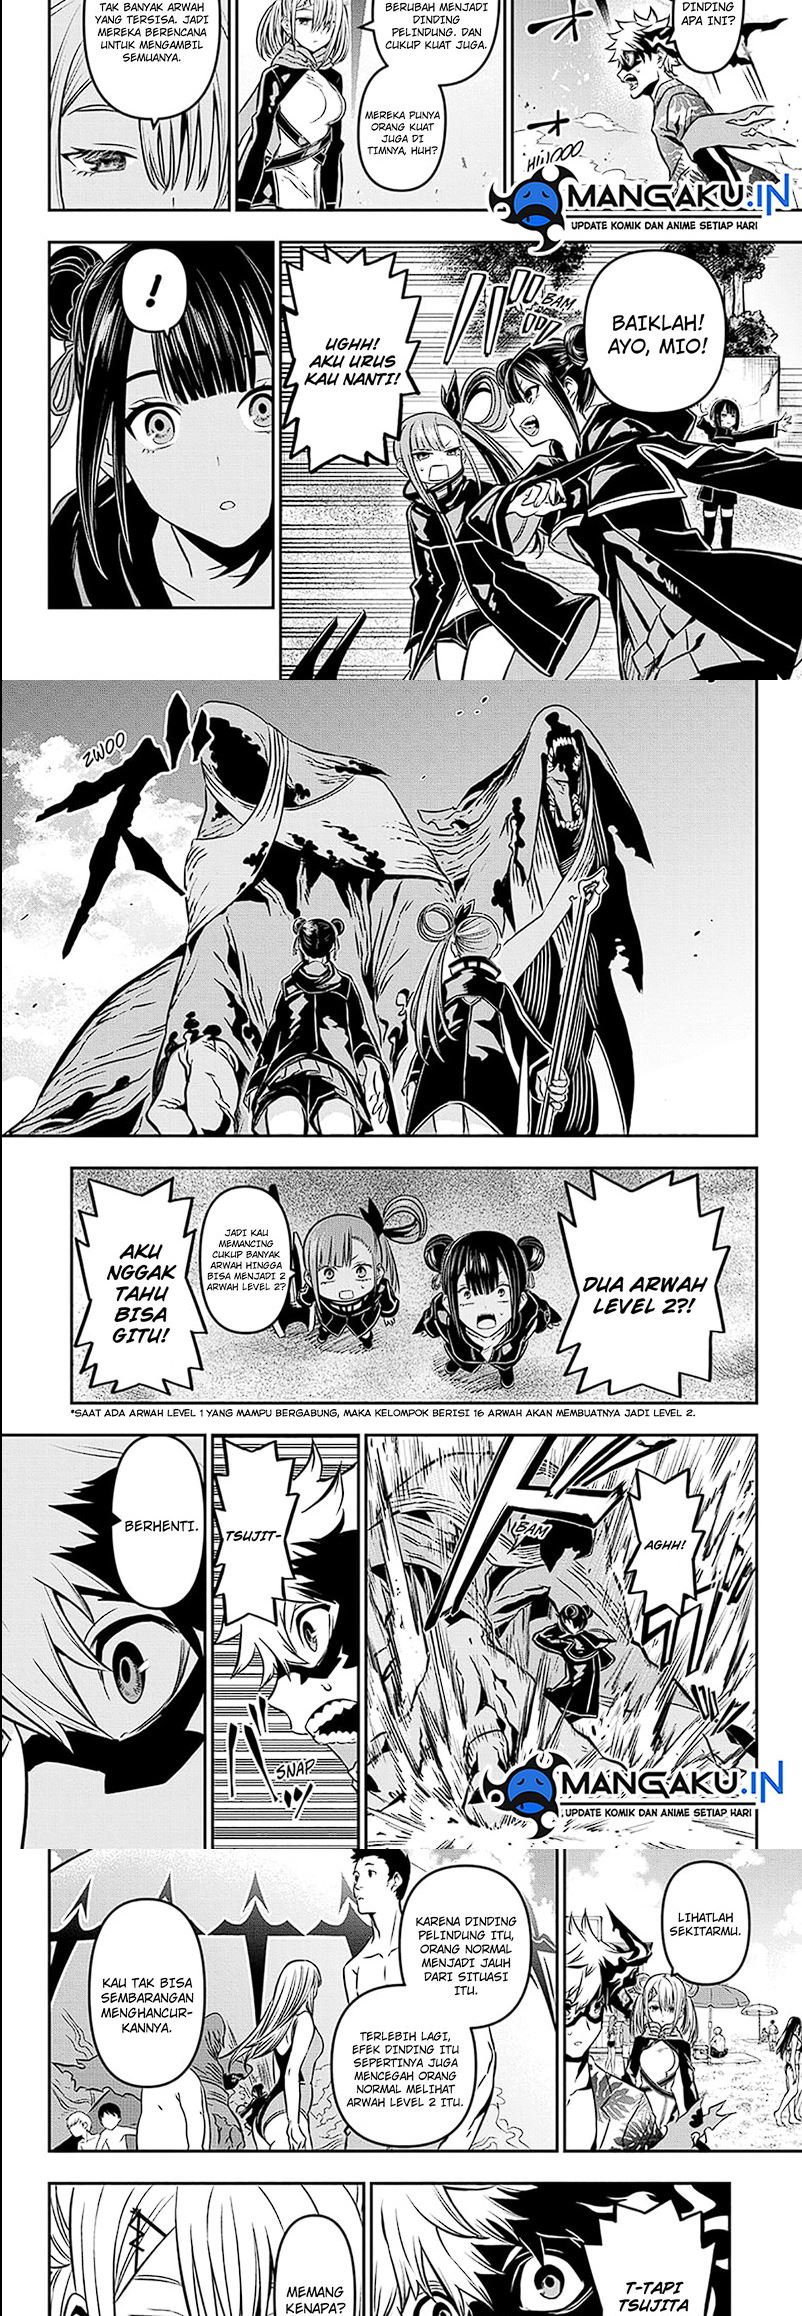 DINDING
APA INI?
BERUBAH MENJADI
DINDING
PELINDUNG. DAN
CUKUP KUAT JUGA.
MEREKA PUNYA
ORANG KUAT
JUGA DI
TIMNYA, HUH?
TAK BANYAK ARWAH
YANG TERSISA. JADI
MEREKA BERENCANA
UNTUK MENGAMBIL
SEMUANYA.
MANGAKU.IN
UPDATE KOMIK DAN ANIME SETIAP HARI
BAIKLAH!
AYO, MIO!
BAM
UGHH!
AKU URUS
KAU NANTI!
!
ZWOO
DUA ARWAH
LEVEL 2?!
JADI KAU
MEMANCING
CUKUP BANYAK
ARWAH HINGGA
BISA MENJADI 2
ARWAH LEVEL 2?
AKU
NGGAK
TAHU
BISA
GITU!
*SAAT ADA ARWAH LEVEL 1 YANG MAMPU BERGABUNG, MAKA KELOMPOK BERISI 16 ARWAH AKAN MEMBUATNYA JADI LEVEL 2.
AGHH!
BAM
TSUJIT-
SNAP
BERHENTI.
MANGAKU.IN
UPDATE KOMIK DAN ANIME SETIAP HARI
LIHATLAH
SEKITARMU.
KARENA DINDING
PELINDUNG ITU,
ORANG NORMAL
MENJADI JAUH
DARI SITUASI
ITU.
TERLEBIH LAGI,
EFEK DINDING ITU
SEPERTINYA JUGA
MENCEGAH ORANG
NORMAL MELIHAT
ARWAH LEVEL 2 ITU.
KAU TAK BISA
SEMBARANGAN
MENGHANCUR-
KANNYA.
T-TAPI
TSUJITA
MEMANG
KENAPA?